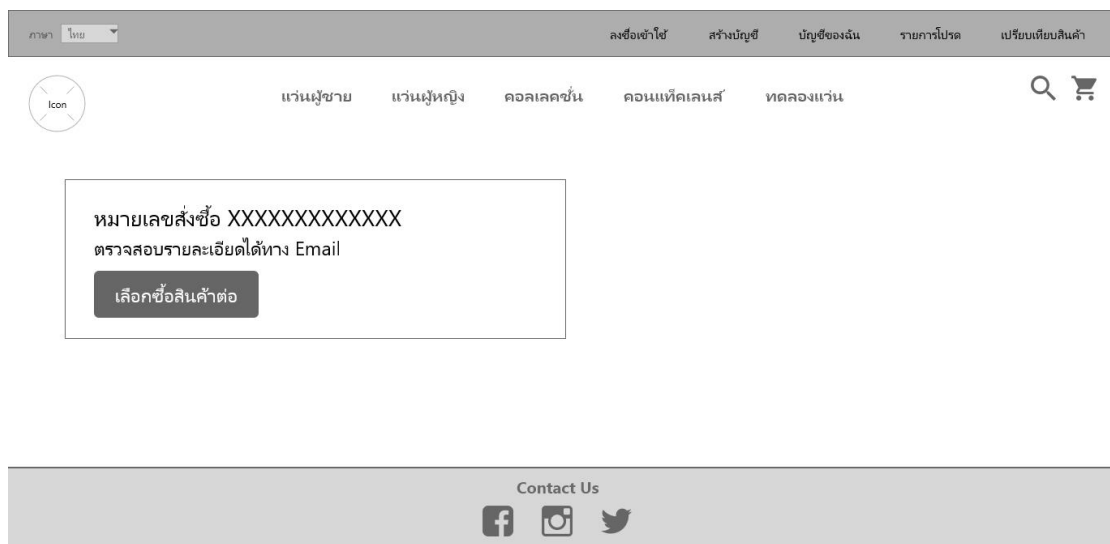 ภาษา ไทย ลงชื่อเข้าใช้ สร้างบัญชี บัญชีของฉัน รายการโปรด เปรียบเทียบสินค้า
Icon แว่นผู้ชาย แว่นผู้หญิง คอลเลคชั่น คอนแท็คเลนส์ ทดลองแว่น
หมายเลขสั่งซื้อ XXXXXXXXXXXXX
ตรวจสอบรายละเอียดได้ทาง Email
เลือกซื้อสินค้าต่อ
Contact Us